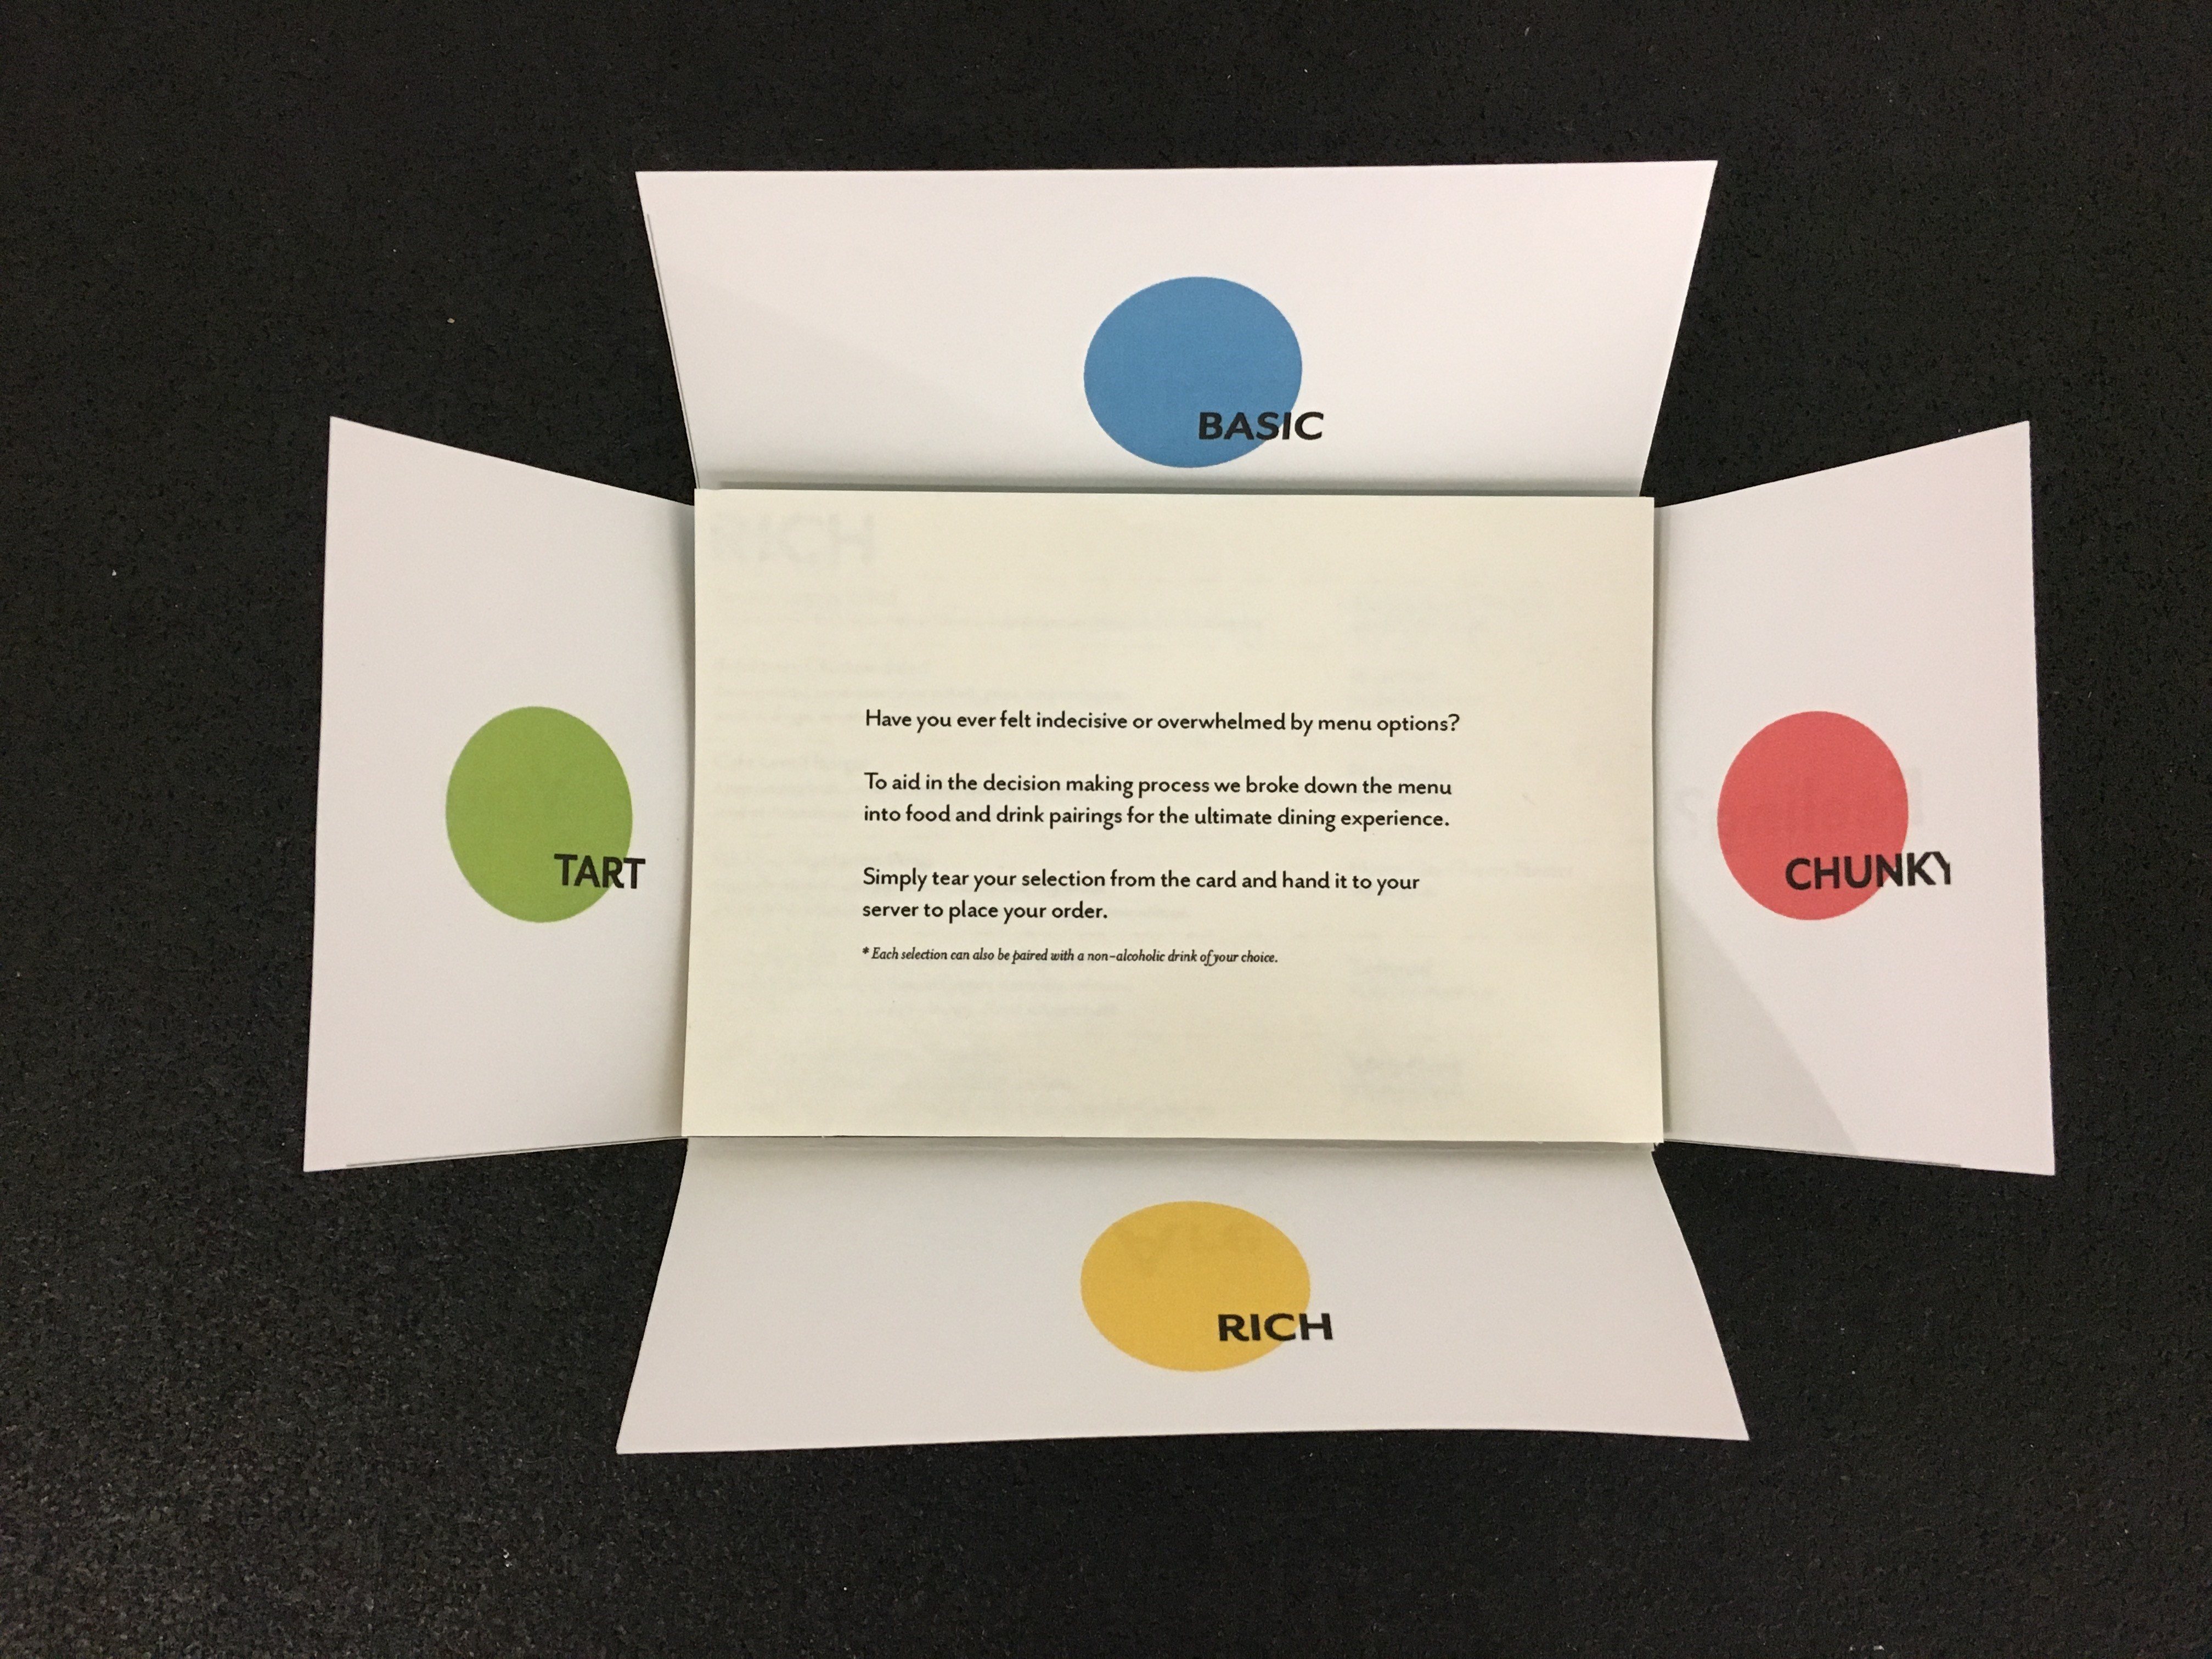 BASIC
RICH
Have you ever felt indecisive or overwhelmed by menu options?
To aid in the decision making process we broke down the menu
into food and drink pairings for the ultimate dining experience.
Simply tear your selection from the card and hand it to your
server to place your order.
* Each selection can also be paired with a non-alcoholic drink of your choice.
TART
CHUNKY
RICH